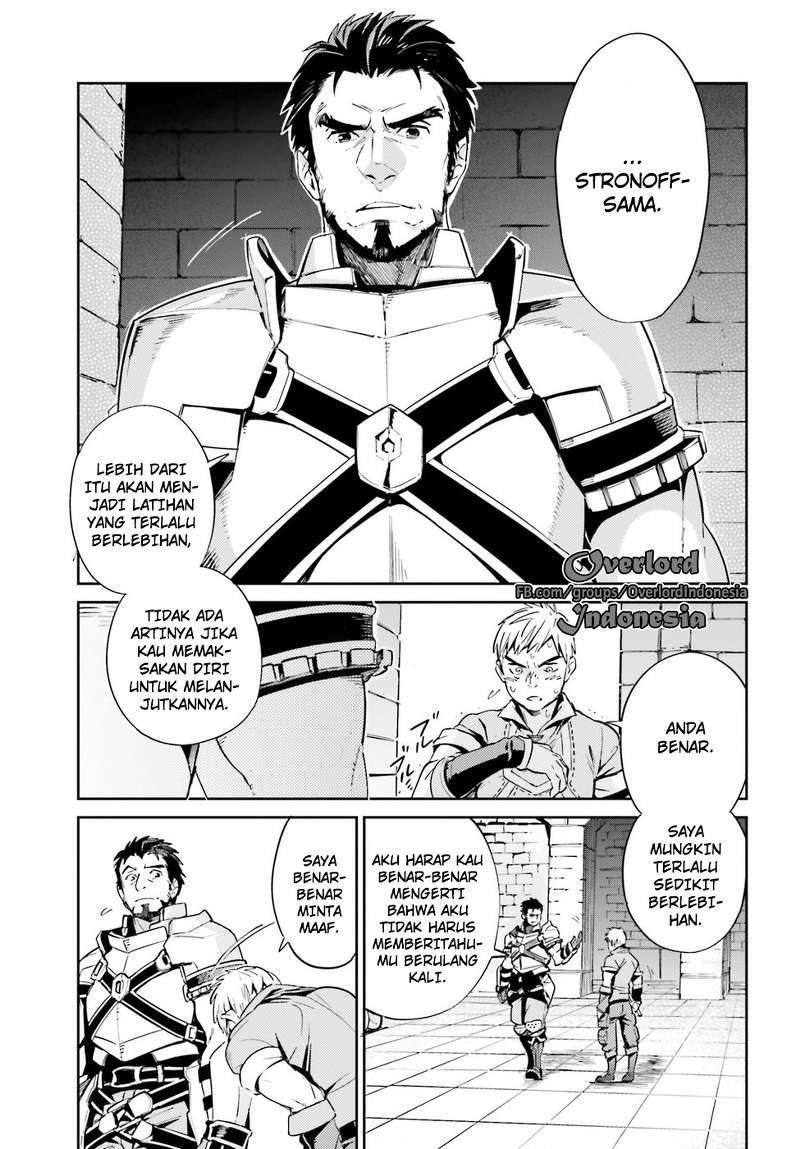 ...
STRONOFF-
SAMA.
LEBIH DARI
ITU AKAN MEN-
JADI LATIHAN
YANG TERLALU
BERLEBIHAN,
TIDAK ADA
ARTINYA JIKA
KAU MEMAK-
SAKAN DIRI
UNTUK MELAN-
JUTKANNYA.
Overlord
FB.com/groups/OverlordIndonesia
Indonesia
ANDA
BENAR.
SAYA
MUNGKIN
TERLALU
SEDIKIT
BERLEBI-
HAN.
AKU HARAP KAU
BENAR-BENAR
MENGERTI
BAHWA AKU
TIDAK HARUS
MEMBERITAHU-
MU BERULANG
KALI.
SAYA
BENAR-
BENAR
MINTA
MAAF.